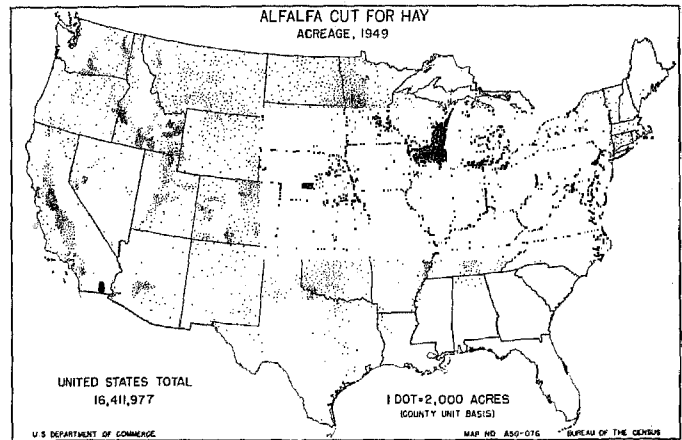 ALFALFA CUT FOR HAY
ACREAGE, 1949
UNITED STATES TOTAL
16,411,977
1 DOT=2,000 ACRES
(COUNTY UNIT BASIS)
U.S DEPARTMENT OF COMMERCE
MAP NO A50-076
BUREAU OF THE CENSUS